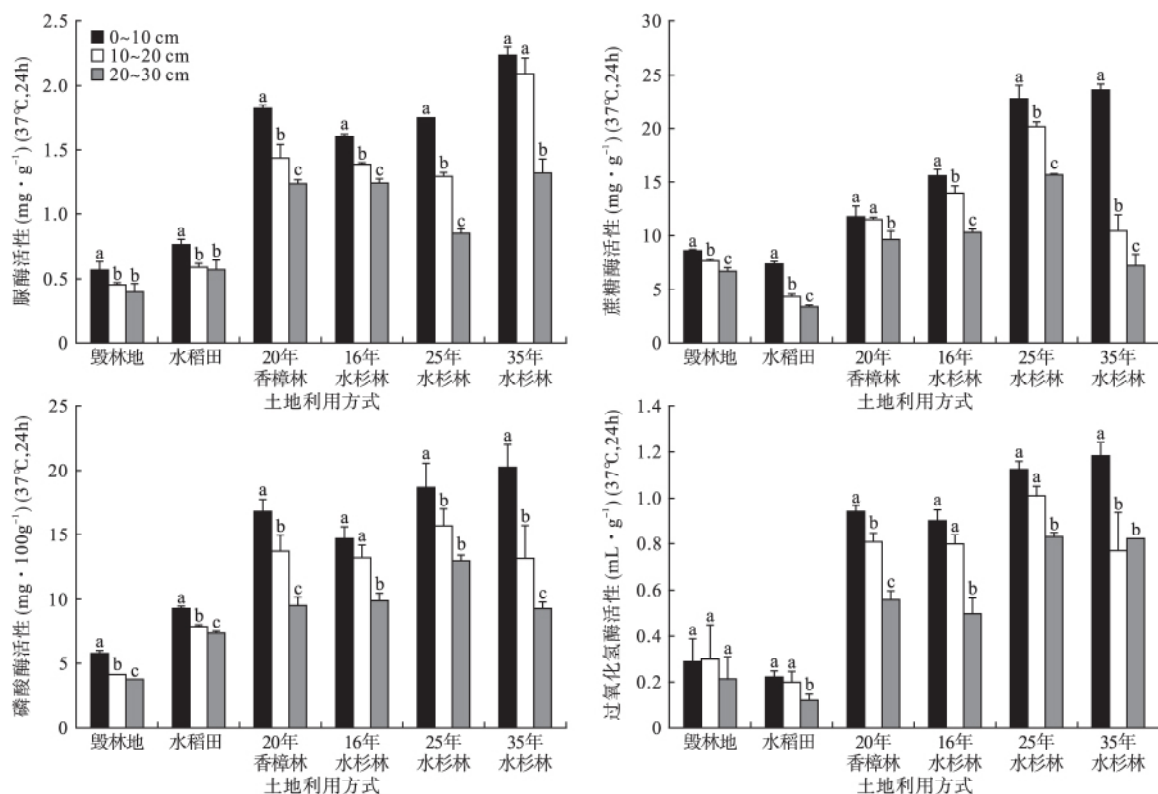 脲酶活性 (mg·g⁻¹) (37℃,24h)
2.5
2.0
1.5
1.0
0.5
0
0~10 cm
10~20 cm
20~30 cm
a b b a b b a b c a b c a b c a a b
毁林地 水稻田 20年 16年 25年 35年
香樟林 水杉林 水杉林 水杉林
土地利用方式
蔗糖酶活性 (mg·g⁻¹) (37℃,24h)
30
25
20
15
10
5
0
a b c a b c a a b a b c a b c a b c
毁林地 水稻田 20年 16年 25年 35年
香樟林 水杉林 水杉林 水杉林
土地利用方式
磷酸酶活性 (mg·100g⁻¹) (37℃,24h)
25
20
15
10
5
0
a b c a b c a b c a a b a a b a b c
毁林地 水稻田 20年 16年 25年 35年
香樟林 水杉林 水杉林 水杉林
土地利用方式
过氧化氢酶活性 (mL·g⁻¹) (37℃,24h)
1.4
1.2
1.0
0.8
0.6
0.4
0.2
0
a a a a a b a b c a a b a a b a b b
毁林地 水稻田 20年 16年 25年 35年
香樟林 水杉林 水杉林 水杉林
土地利用方式